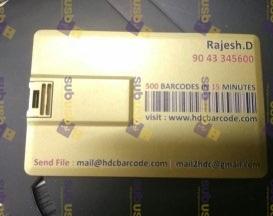 Rajesh.D
90 43 345600
500 BARCODES IN 15 MINUTES
visit : www.hdcbarcode.com
Send File : mail@hdcbarcode.com | mail2hdc@gmail.com